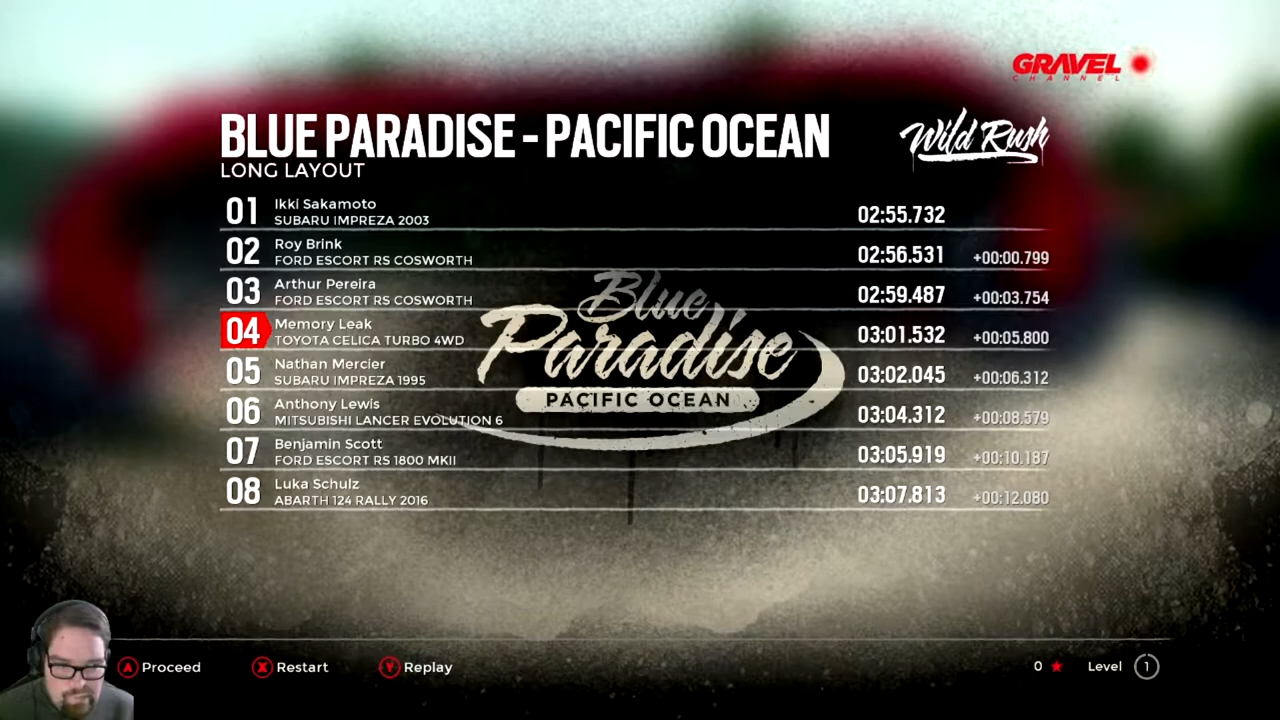 GRAVEL
CHANNEL
BLUE PARADISE - PACIFIC OCEAN
Wild Rush
LONG LAYOUT
01 Ikki Sakamoto
SUBARU IMPREZA 2003 02:55.732
02 Roy Brink
FORD ESCORT RS COSWORTH 02:56.531 +00:00.799
03 Arthur Pereira
FORD ESCORT RS COSWORTH 02:59.487 +00:03.754
04 Memory Leak
TOYOTA CELICA TURBO 4WD 03:01.532 +00:05.800
05 Nathan Mercier
SUBARU IMPREZA 1995 03:02.045 +00:06.312
06 Anthony Lewis
MITSUBISHI LANCER EVOLUTION 6 03:04.312 +00:08.579
07 Benjamin Scott
FORD ESCORT RS 1800 MKII 03:05.919 +00:10.187
08 Luka Schulz
ABARTH 124 RALLY 2016 03:07.813 +00:12.080
Blue
Paradise
PACIFIC OCEAN
A Proceed X Restart Y Replay 0 Level 1